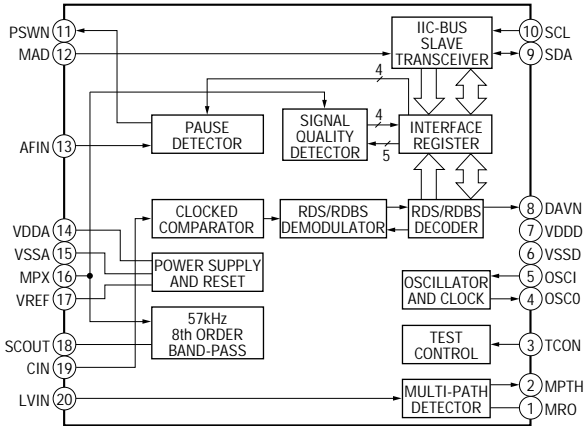 PSWN 11
MAD 12
IIC-BUS
SLAVE
TRANSCEIVER
10 SCL
9 SDA
4
AFIN 13
PAUSE
DETECTOR
SIGNAL
QUALITY
DETECTOR
4
5
INTERFACE
REGISTER
CLOCKED
COMPARATOR
RDS/RDBS
DEMODULATOR
RDS/RDBS
DECODER
8 DAVN
7 VDDD
6 VSSD
5 OSCI
4 OSC0
VDDA 14
VSSA 15
MPX 16
VREF 17
POWER SUPPLY
AND RESET
OSCILLATOR
AND CLOCK
57kHz
8th ORDER
BAND-PASS
SCOUT 18
CIN 19
LVIN 20
TEST
CONTROL
3 TCON
MULTI-PATH
DETECTOR
2 MPTH
1 MRO